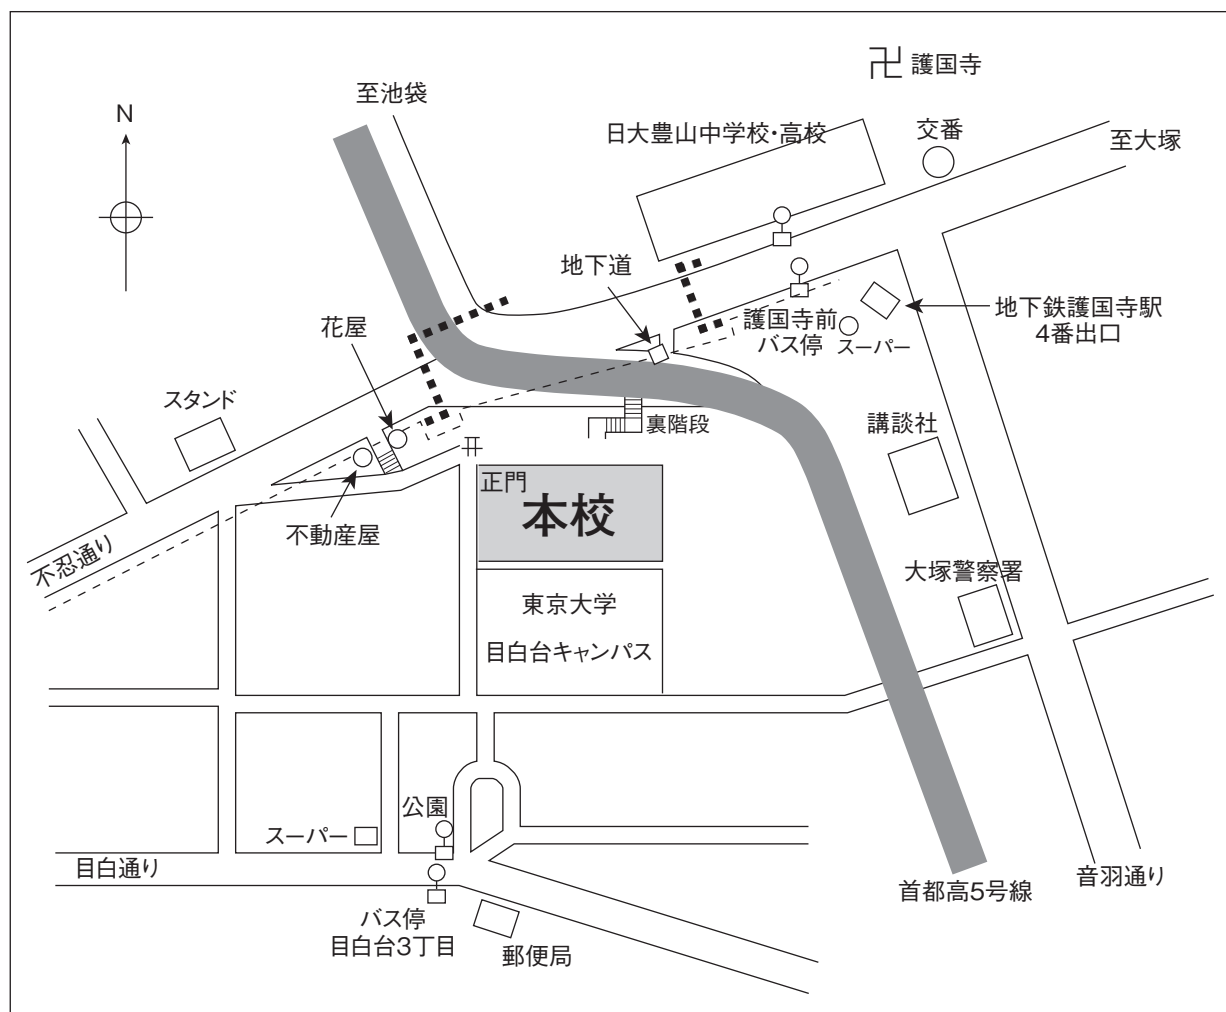 卍 護国寺
至池袋
N
日大豊山中学校・高校
交番
至大塚
地下道
花屋
護国寺前
バス停
スーパー
地下鉄護国寺駅
4番出口
スタンド
裏階段
講談社
正門
本校
不動産屋
不忍通り
大塚警察署
東京大学
目白台キャンパス
公園
スーパー
目白通り
バス停
目白台3丁目
郵便局
首都高5号線
音羽通り